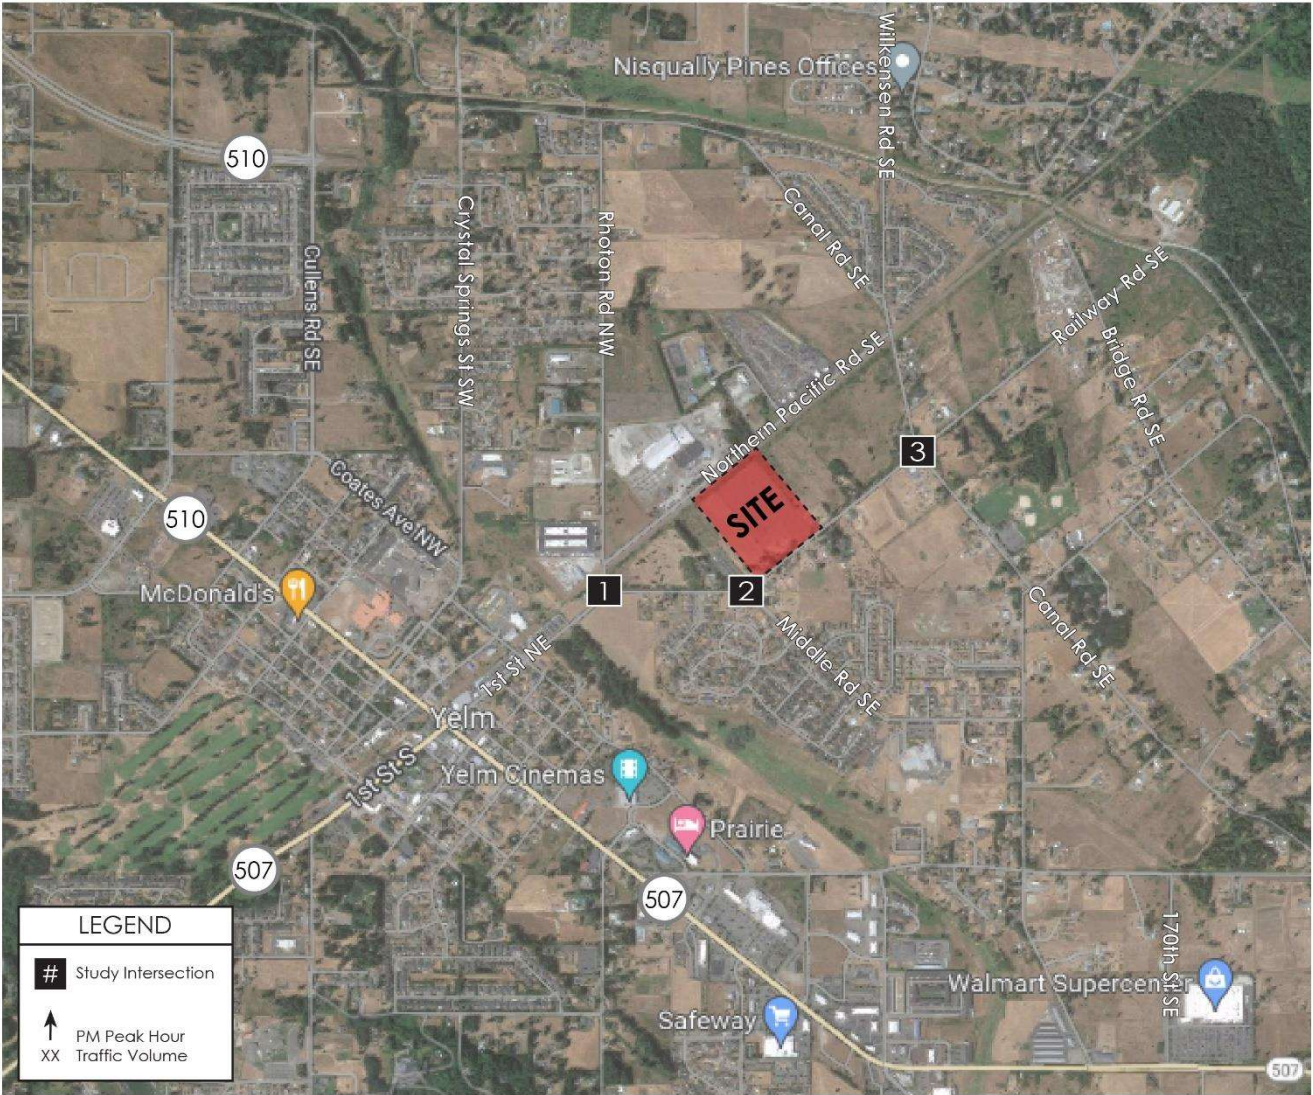 Nisqually Pines Offices
Wilkensen Rd SE
510
Crystal Springs St SW
Rhoton Rd NW
Canal Rd SE
Cullens Rd SE
Railway Rd SE
Bridge Rd SE
Northern Pacific Rd SE
3
Coates Ave NW
SITE
510
McDonald's
1
2
1st St NE
Middle Rd SE
Canal Rd SE
Yelm
1st St S
Yelm Cinemas
Prairie
507
507
LEGEND
# Study Intersection
PM Peak Hour
XX Traffic Volume
170th St SE
Walmart Supercenter
Safeway
507